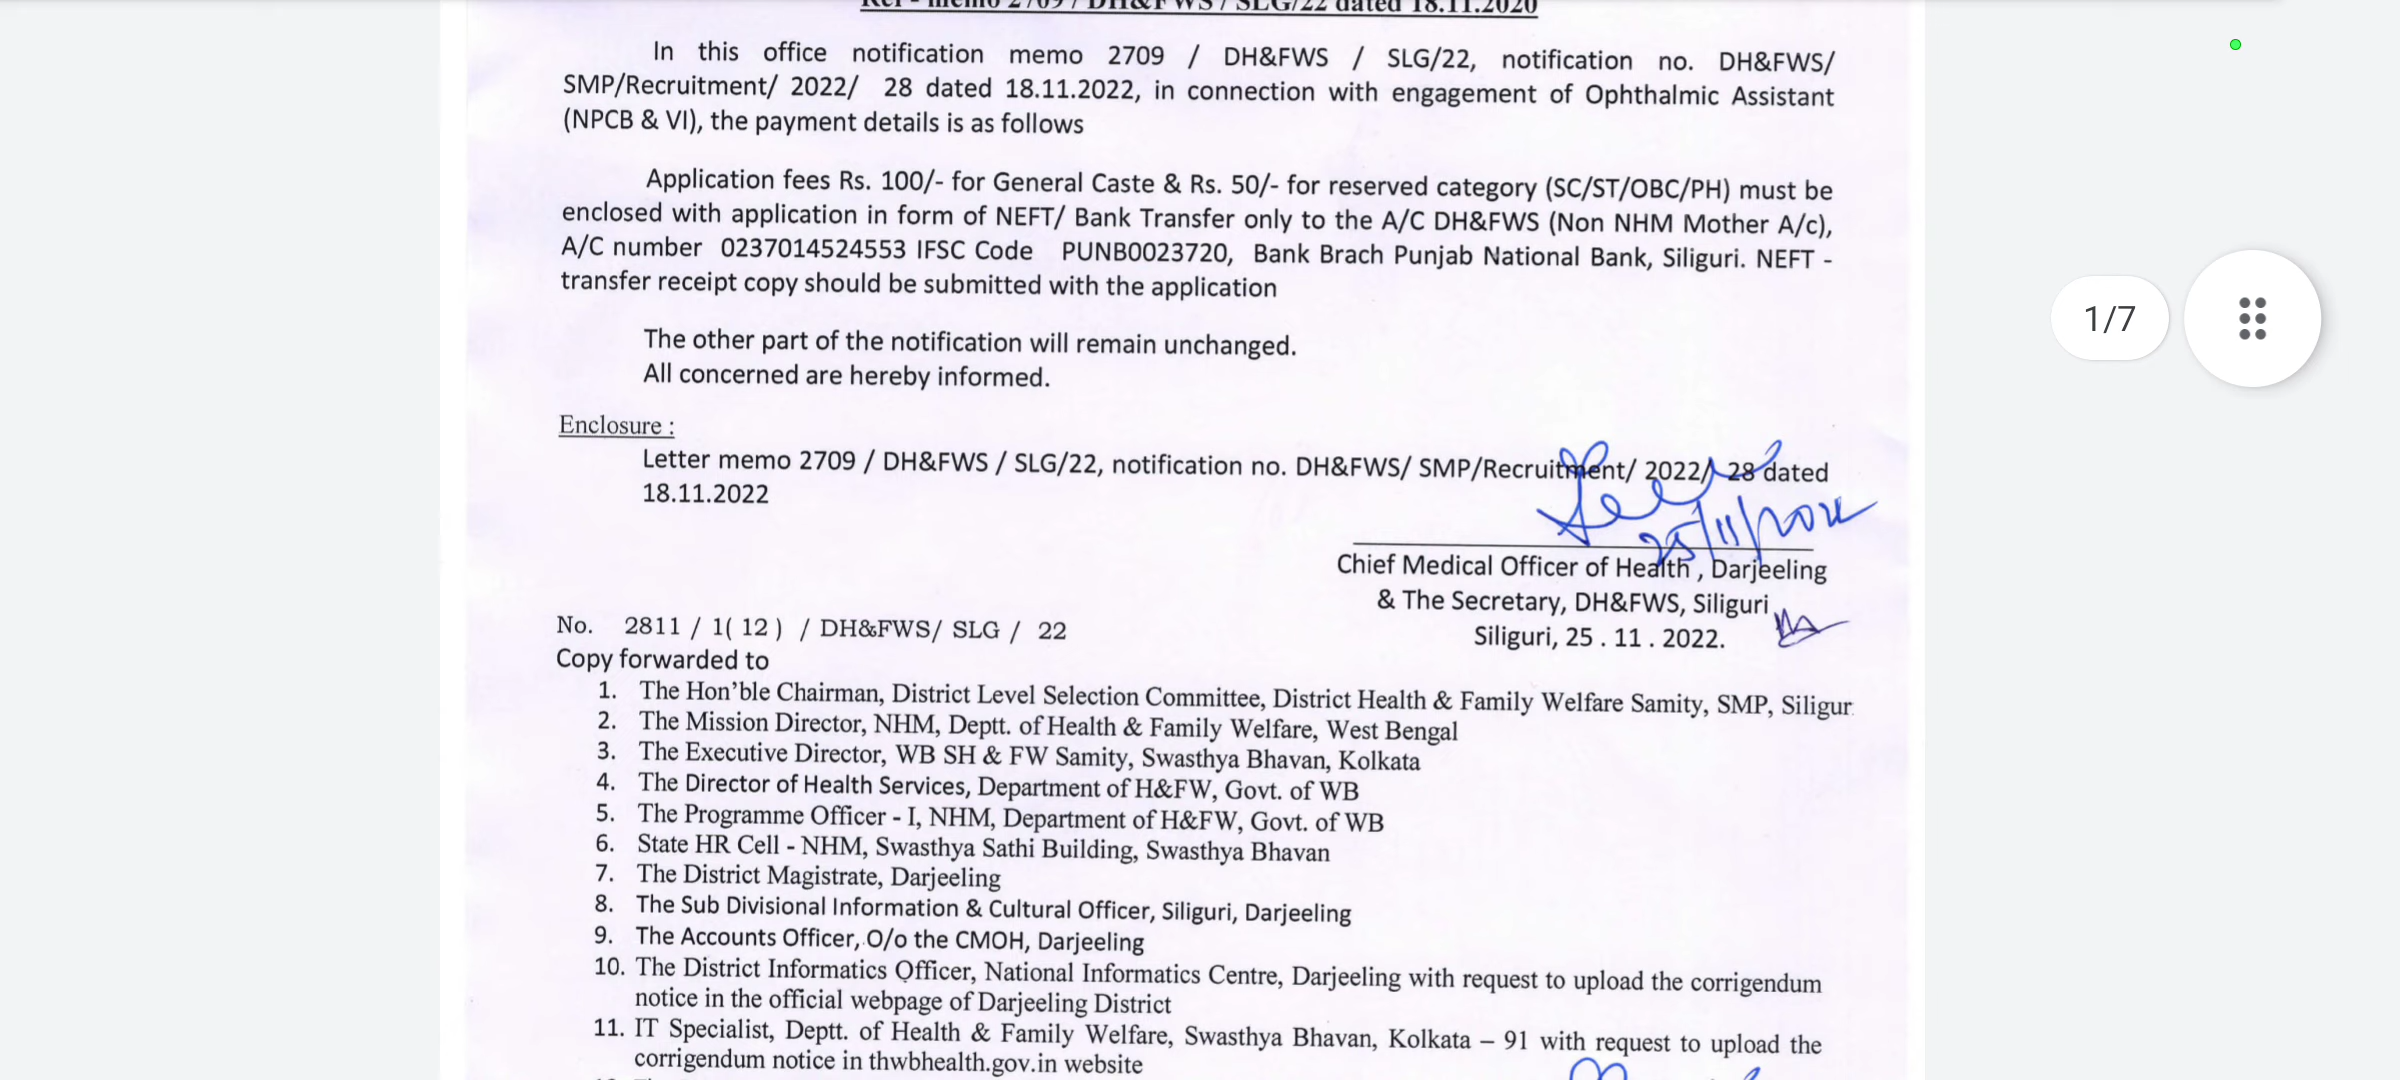 Ref - memo 2709 / DH&FWS / SLG/22 dated 18.11.2020
In this office notification memo 2709 / DH&FWS / SLG/22, notification no. DH&FWS/
SMP/Recruitment/ 2022/ 28 dated 18.11.2022, in connection with engagement of Ophthalmic Assistant
(NPCB & VI), the payment details is as follows
Application fees Rs. 100/- for General Caste & Rs. 50/- for reserved category (SC/ST/OBC/PH) must be
enclosed with application in form of NEFT/ Bank Transfer only to the A/C DH&FWS (Non NHM Mother A/c),
A/C number 0237014524553 IFSC Code PUNB0023720, Bank Brach Punjab National Bank, Siliguri. NEFT -
transfer receipt copy should be submitted with the application
1/7
The other part of the notification will remain unchanged.
All concerned are hereby informed.
Enclosure :
Letter memo 2709 / DH&FWS / SLG/22, notification no. DH&FWS/ SMP/Recruitment/ 2022/ 28 dated
18.11.2022
25/11/2022
Chief Medical Officer of Health , Darjeeling
& The Secretary, DH&FWS, Siliguri
Siliguri, 25 . 11 . 2022.
No. 2811 / 1( 12 ) / DH&FWS/ SLG / 22
Copy forwarded to
1. The Hon'ble Chairman, District Level Selection Committee, District Health & Family Welfare Samity, SMP, Siligur
2. The Mission Director, NHM, Deptt. of Health & Family Welfare, West Bengal
3. The Executive Director, WB SH & FW Samity, Swasthya Bhavan, Kolkata
4. The Director of Health Services, Department of H&FW, Govt. of WB
5. The Programme Officer - I, NHM, Department of H&FW, Govt. of WB
6. State HR Cell - NHM, Swasthya Sathi Building, Swasthya Bhavan
7. The District Magistrate, Darjeeling
8. The Sub Divisional Information & Cultural Officer, Siliguri, Darjeeling
9. The Accounts Officer, O/o the CMOH, Darjeeling
10. The District Informatics Officer, National Informatics Centre, Darjeeling with request to upload the corrigendum
notice in the official webpage of Darjeeling District
11. IT Specialist, Deptt. of Health & Family Welfare, Swasthya Bhavan, Kolkata – 91 with request to upload the
corrigendum notice in thwbhealth.gov.in website